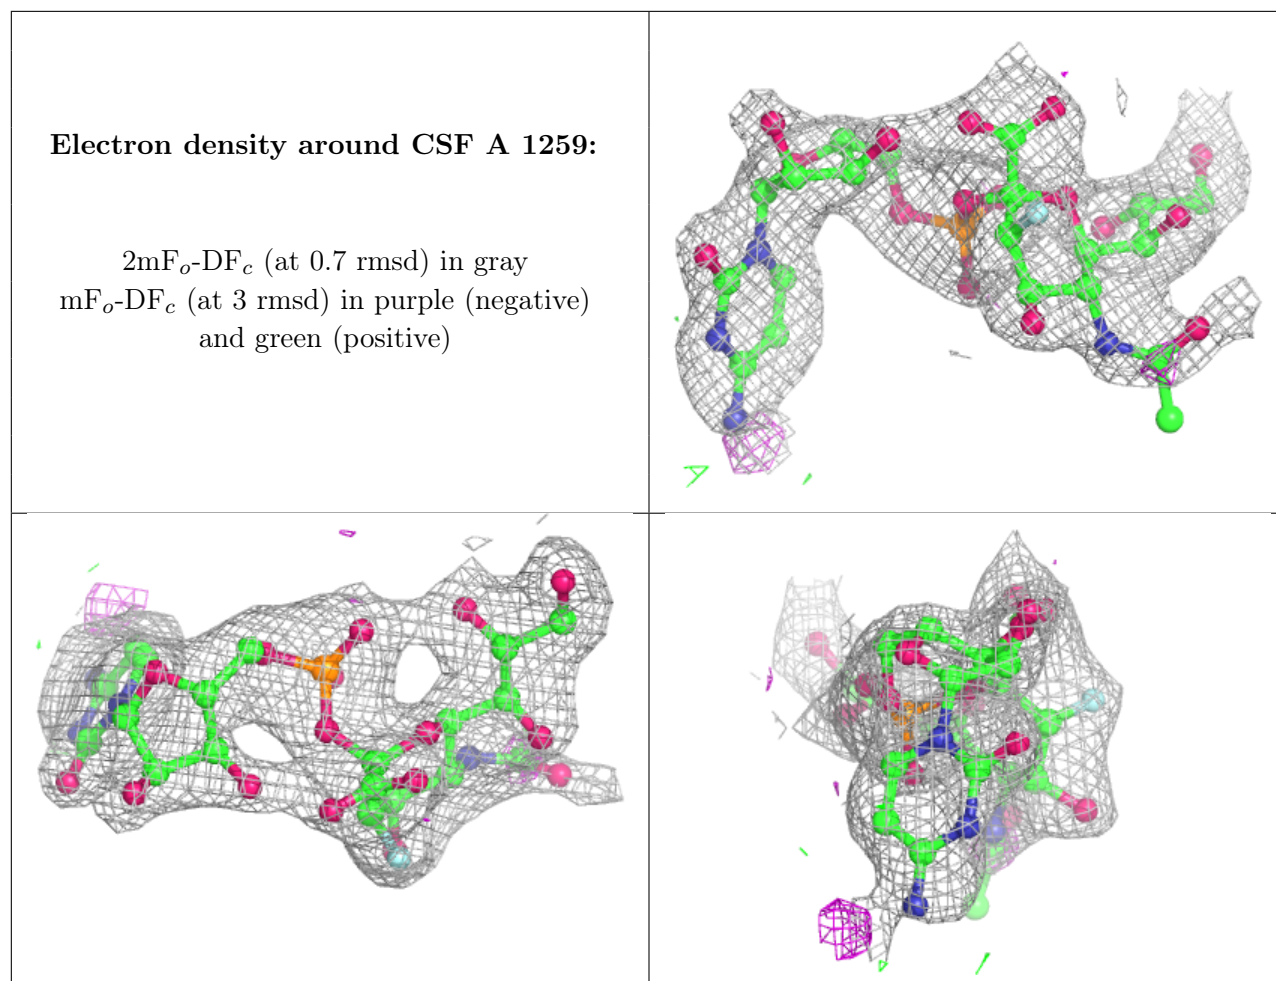 Electron density around CSF A 1259:
2mFo-DFc (at 0.7 rmsd) in gray
mFo-DFc (at 3 rmsd) in purple (negative)
and green (positive)